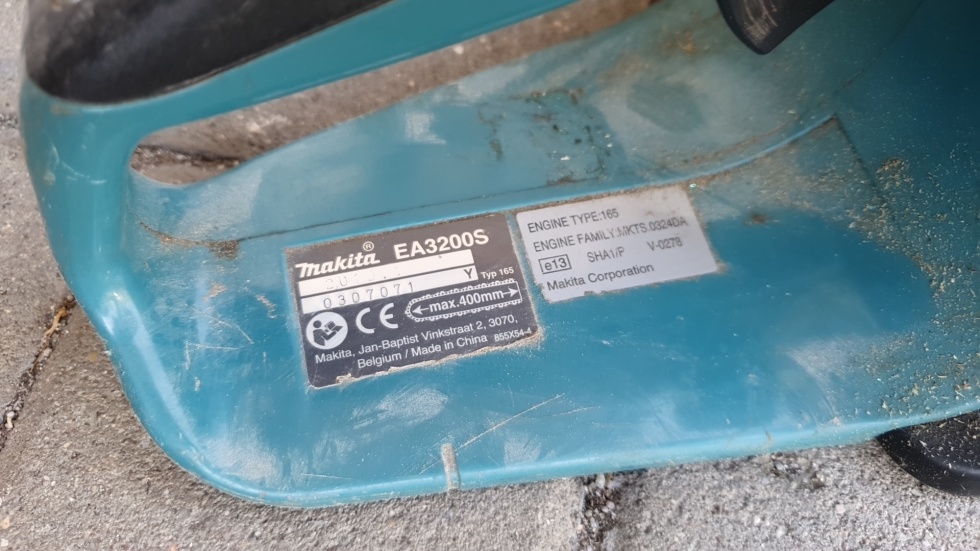 makita® EA3200S
Y Typ 165
0307071
CE max.400mm
Makita, Jan-Baptist Vinkstraat 2, 3070,
Belgium / Made in China 855X54-4
ENGINE TYPE:165
ENGINE FAMILY:MKTS.0324DA
e13 SHA1/P V-0278
Makita Corporation